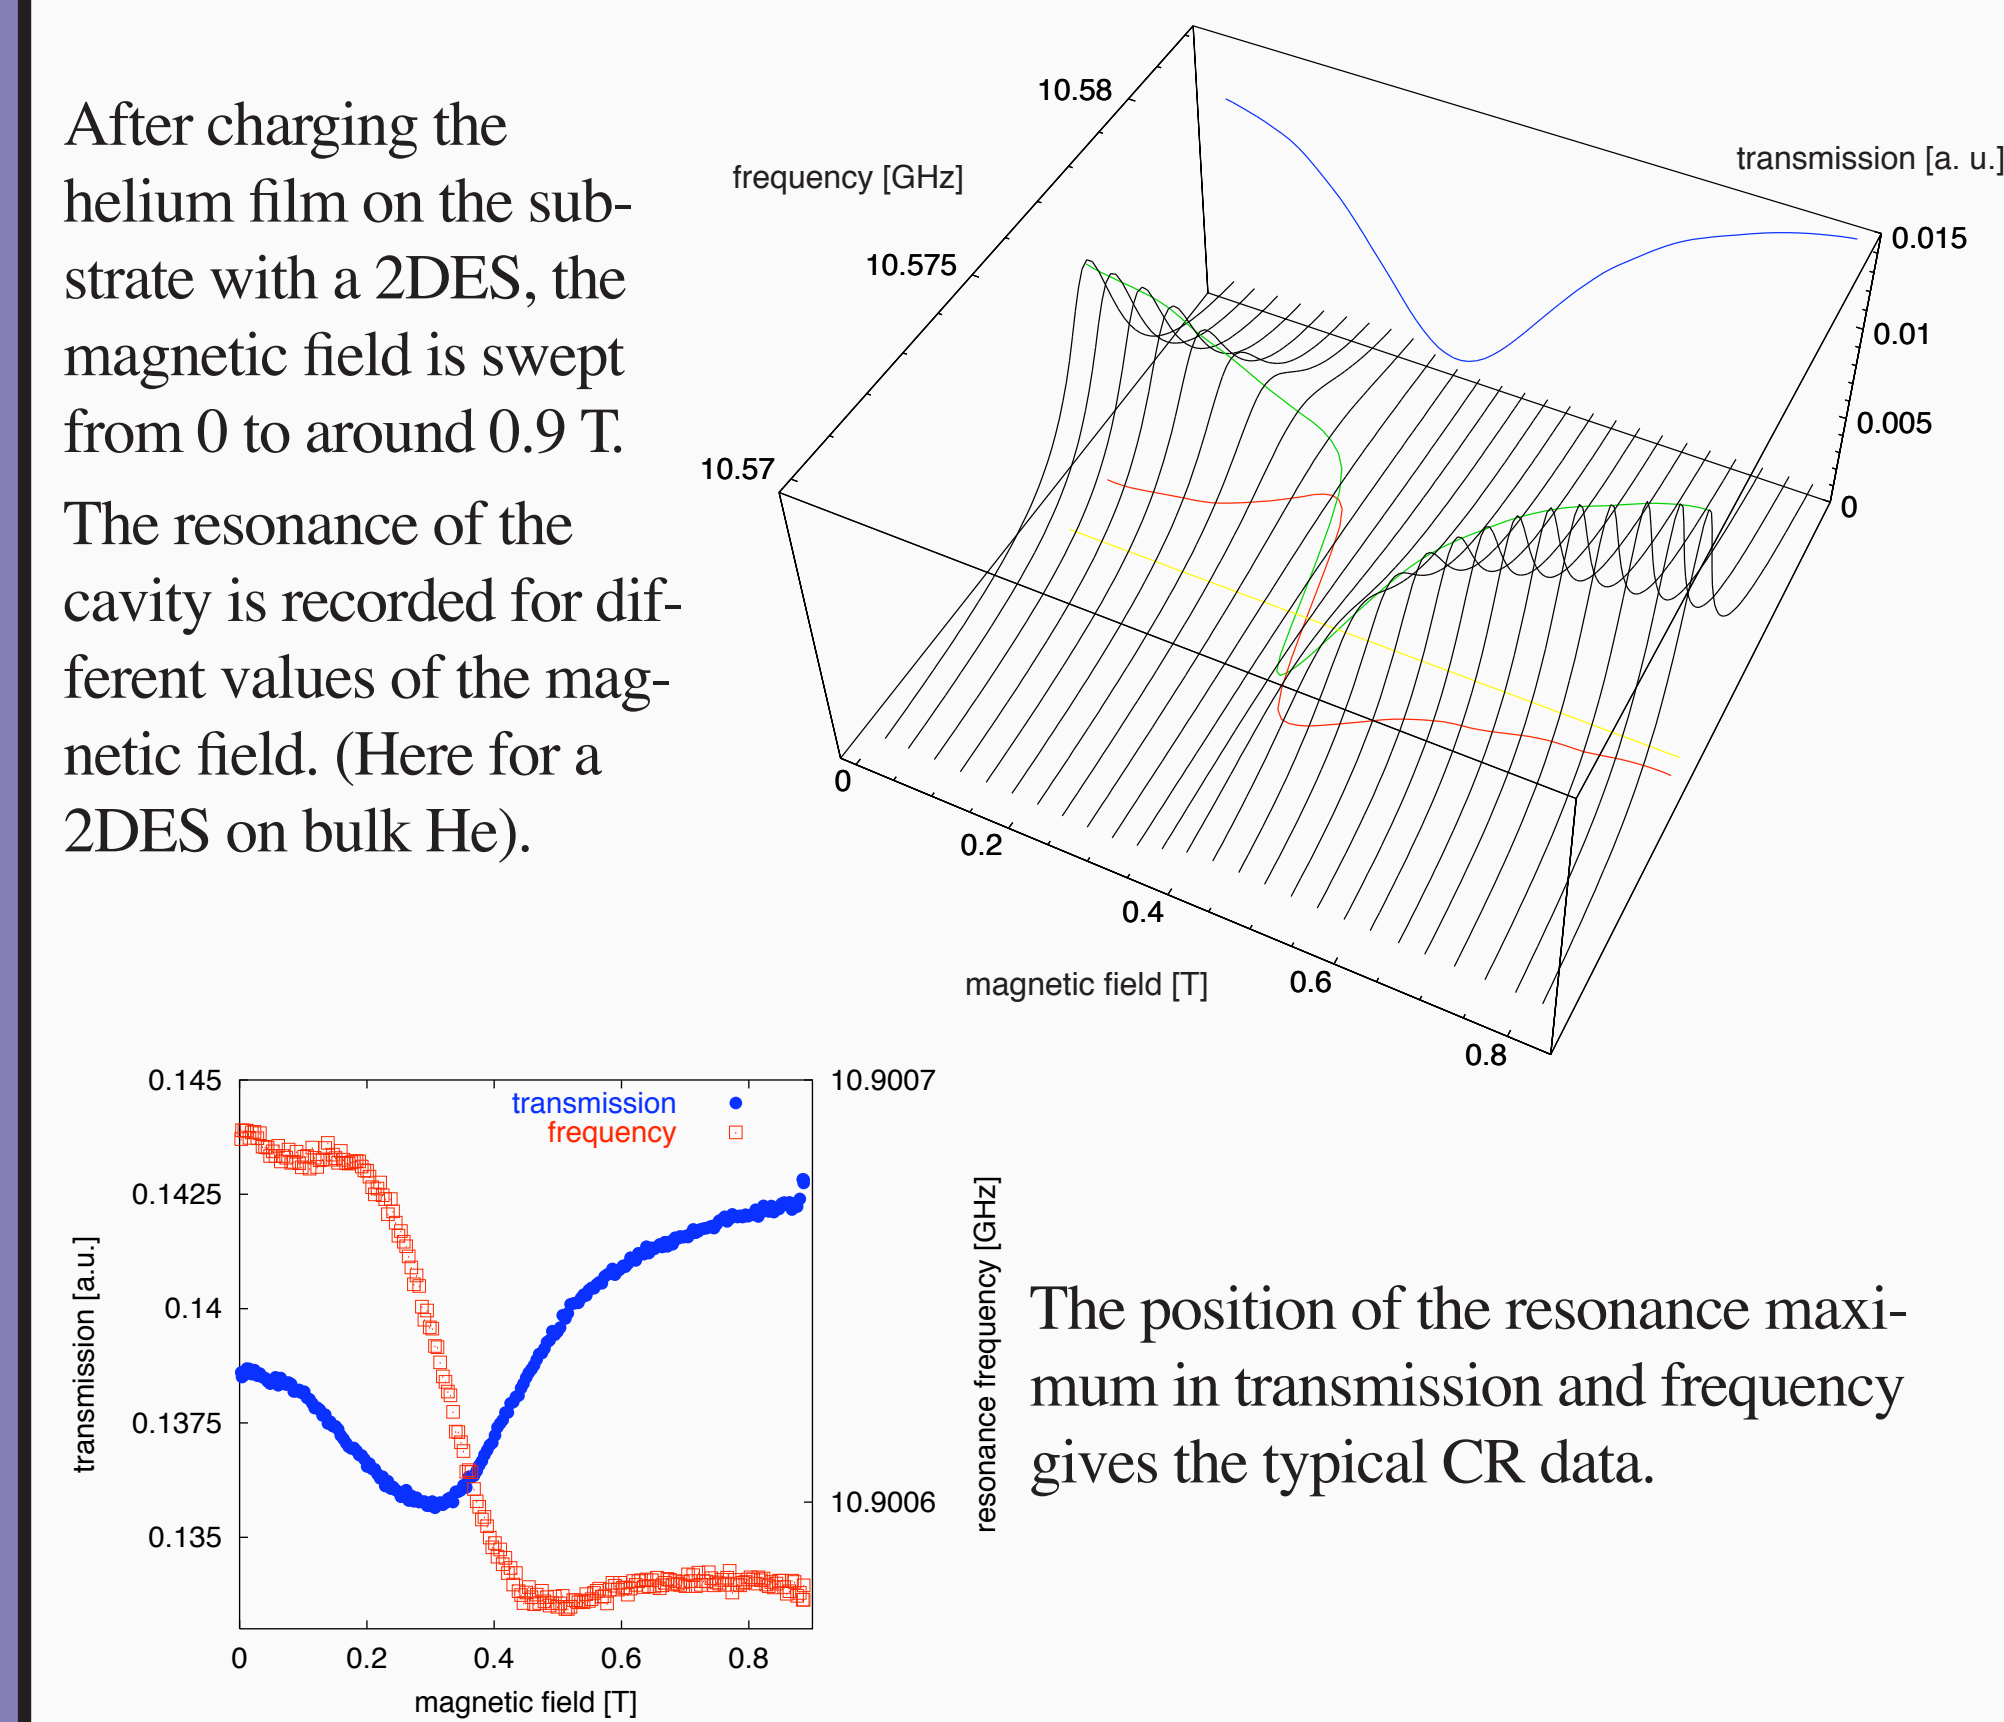 After charging the
helium film on the sub-
strate with a 2DES, the
magnetic field is swept
from 0 to around 0.9 T.
The resonance of the
cavity is recorded for dif-
ferent values of the mag-
netic field. (Here for a
2DES on bulk He).
10.58
frequency [GHz]
10.575
10.57
transmission [a. u.]
0.015
0.01
0.005
0
0
0.2
0.4
0.6
0.8
magnetic field [T]
0.145
0.1425
0.14
0.1375
0.135
transmission [a.u.]
transmission
frequency
10.9007
10.9006
resonance frequency [GHz]
0 0.2 0.4 0.6 0.8
magnetic field [T]
The position of the resonance maxi-
mum in transmission and frequency
gives the typical CR data.